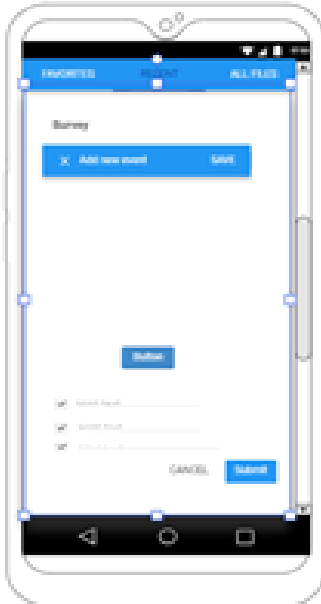 FAVORITES RECENT ALL FILES
Survey
X Add new event SAVE
Button
CANCEL Submit